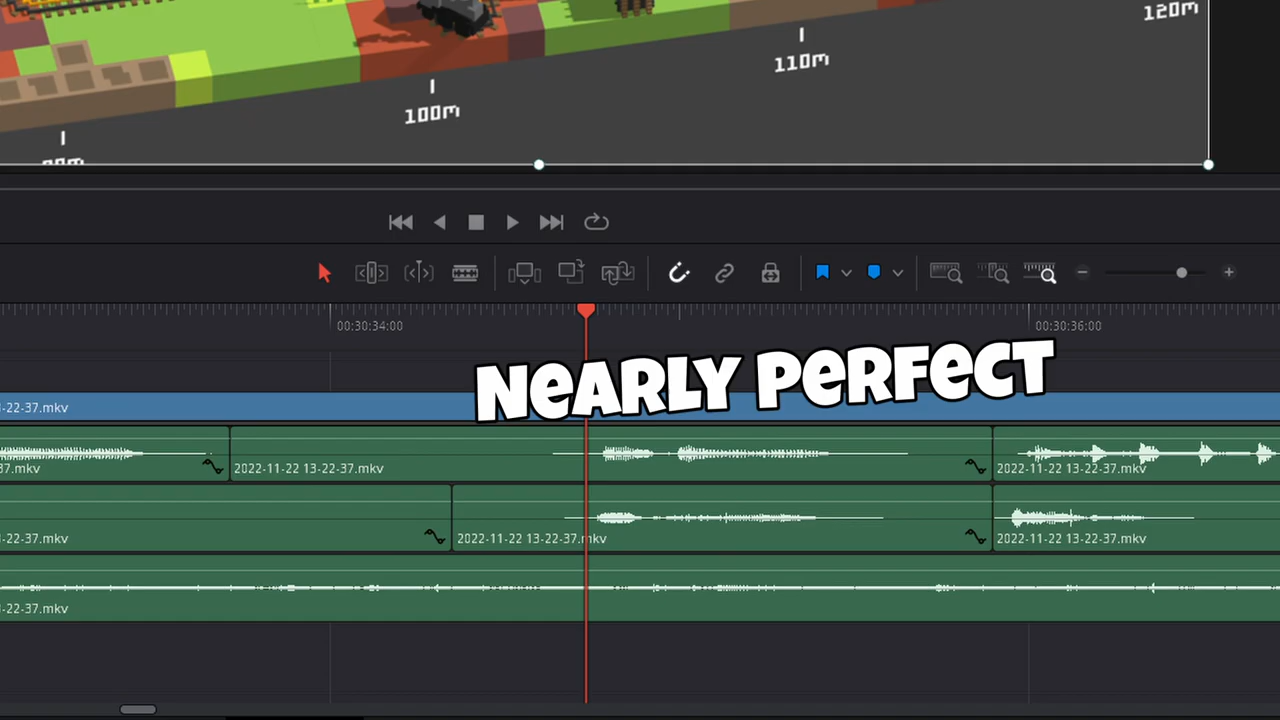 120m
110m
100m
00:30:34:00
00:30:36:00
NeARLY PeRFeCT
-22-37.mkv
37.mkv
2022-11-22 13-22-37.mkv
2022-11-22 13-22-37.mkv
-22-37.mkv
2022-11-22 13-22-37.mkv
2022-11-22 13-22-37.mkv
-22-37.mkv